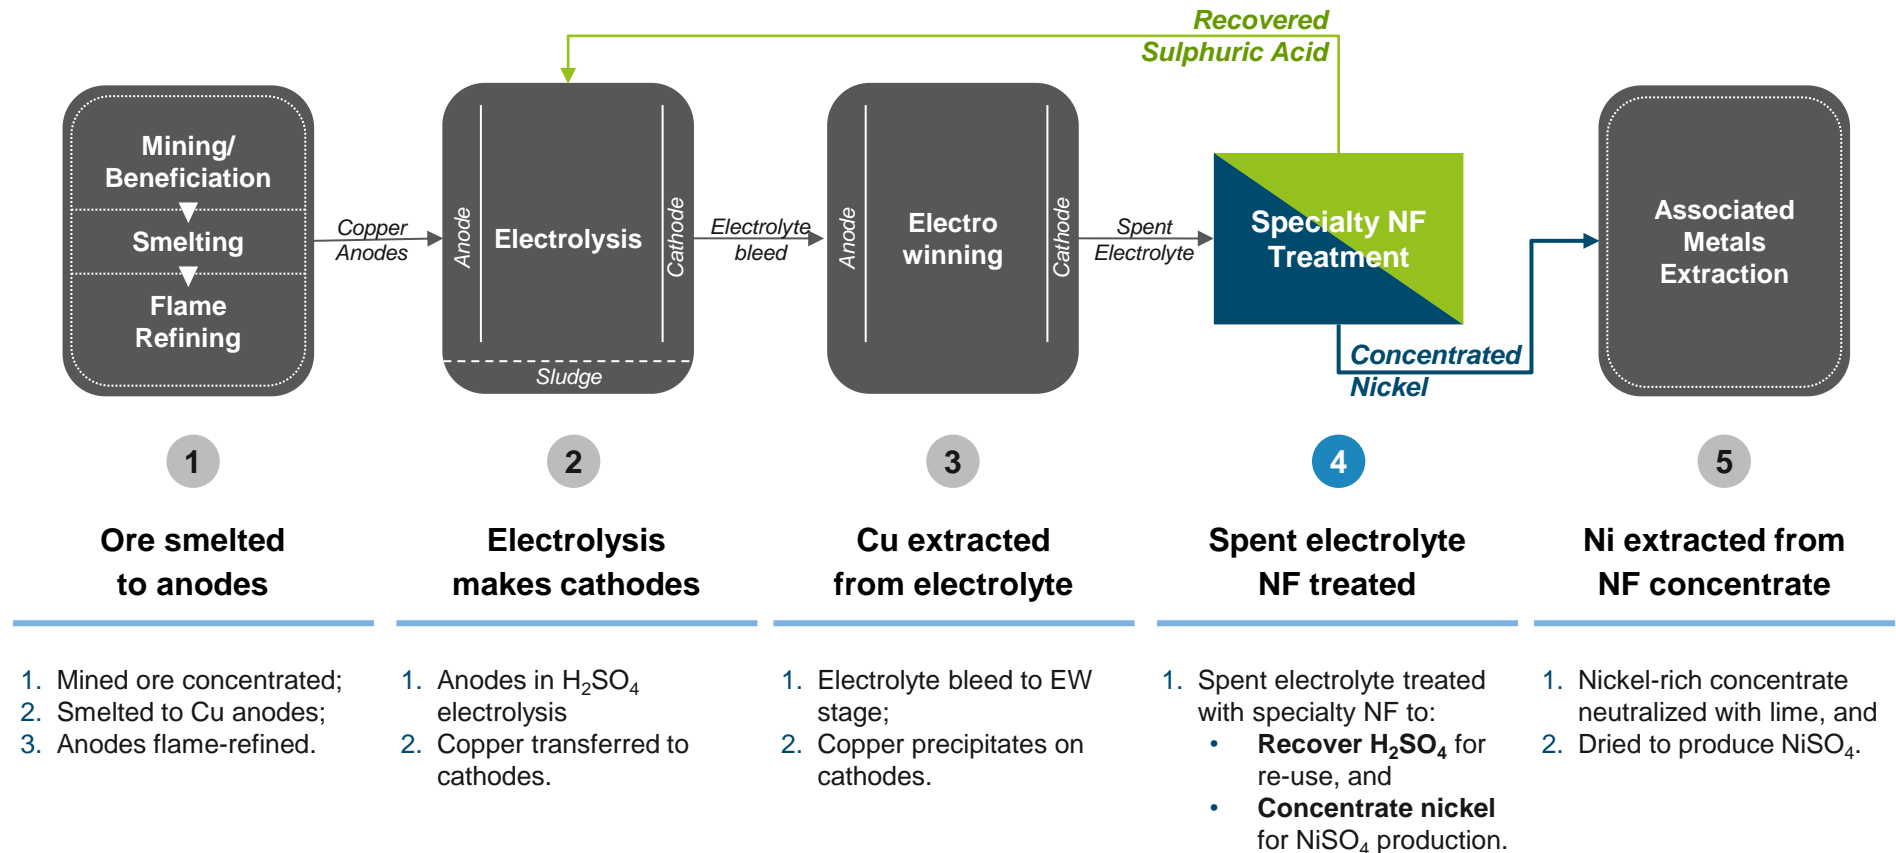 Recovered
Sulphuric Acid
Mining/
Beneficiation
Smelting
Flame
Refining
Copper
Anodes
Anode
Electrolysis
Cathode
Sludge
Electrolyte
bleed
Anode
Electro
winning
Cathode
Spent
Electrolyte
Specialty NF
Treatment
Concentrated
Nickel
Associated
Metals
Extraction
1
2
3
4
5
Ore smelted
to anodes
Electrolysis
makes cathodes
Cu extracted
from electrolyte
Spent electrolyte
NF treated
Ni extracted from
NF concentrate
1. Mined ore concentrated;
2. Smelted to Cu anodes;
3. Anodes flame-refined.
1. Anodes in H₂SO₄
electrolysis
2. Copper transferred to
cathodes.
1. Electrolyte bleed to EW
stage;
2. Copper precipitates on
cathodes.
1. Spent electrolyte treated
with specialty NF to:
• Recover H₂SO₄ for
re-use, and
• Concentrate nickel
for NiSO₄ production.
1. Nickel-rich concentrate
neutralized with lime, and
2. Dried to produce NiSO₄.